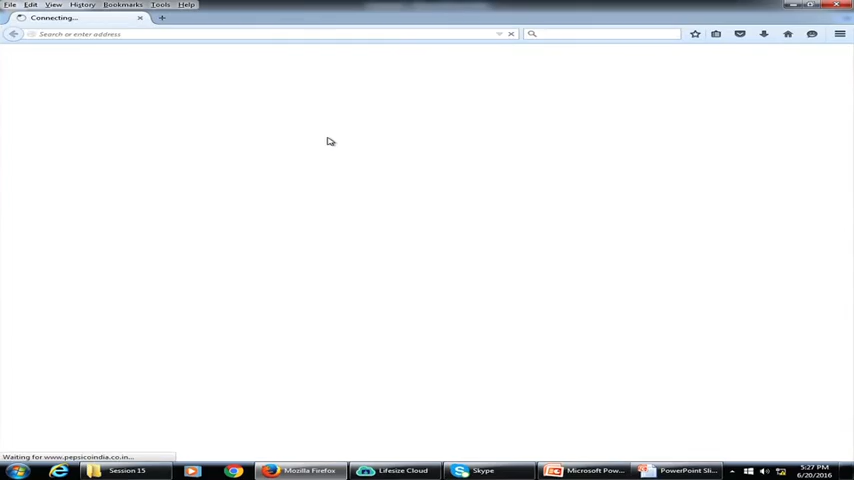 File Edit View History Bookmarks Tools Help
Connecting...
Search or enter address
Waiting for www.pepsicoindia.co.in...
Session 15 Mozilla Firefox Lifesize Cloud Skype Microsoft Pow... PowerPoint Sli... 5:27 PM
6/20/2016